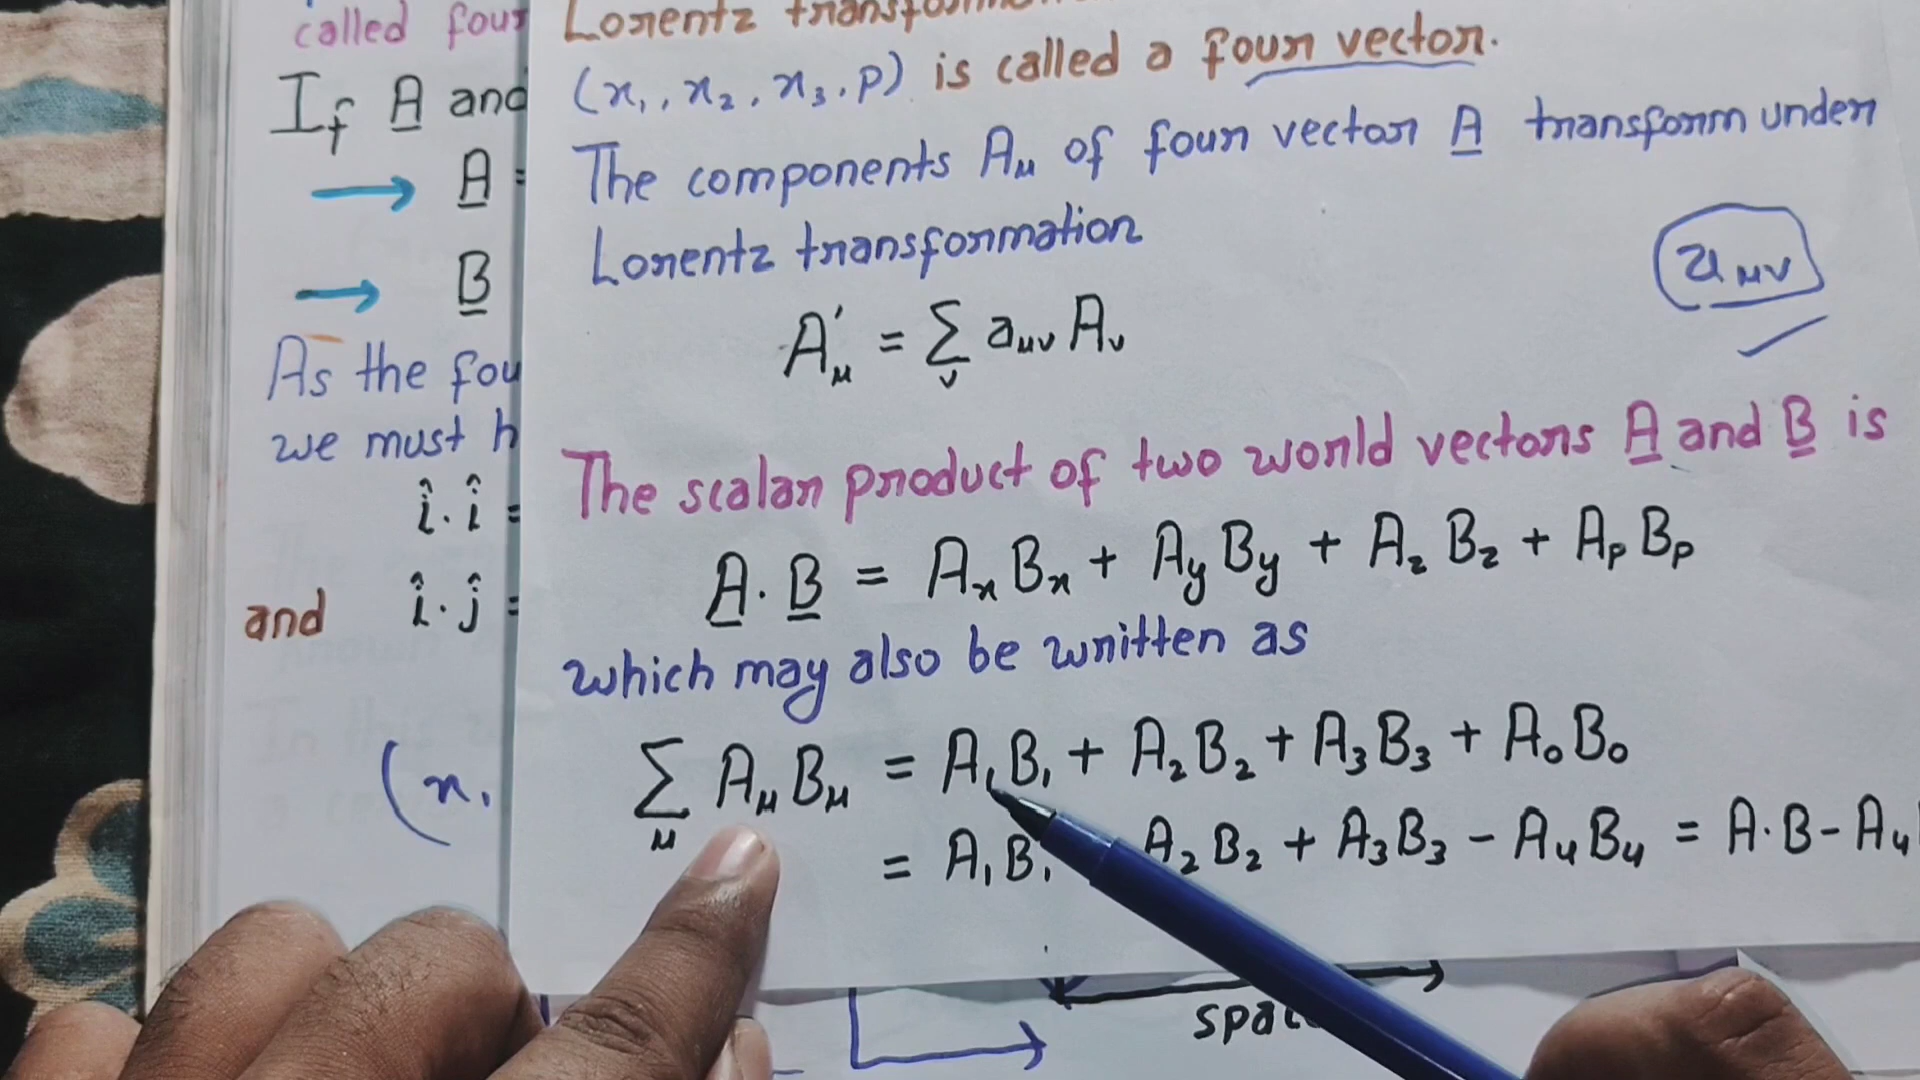 called four
If A and
→ A =
→ B
As the fou
we must h
î.î =
and î.ĵ =
(x,
Lorentz
(x₁, x₂, x₃, p) is called a four vector.
The components Aμ of four vector A transform under
Lorentz transformation
aμν
A'μ = Σν aμν Aν
The scalar product of two world vectors A and B is
A.B = AxBx + AyBy + AzBz + ApBp
which may also be written as
Σμ AμBμ = A₁B₁ + A₂B₂ + A₃B₃ + A₀B₀
= A₁B₁ A₂B₂ + A₃B₃ - A₄B₄ = A.B - A₄